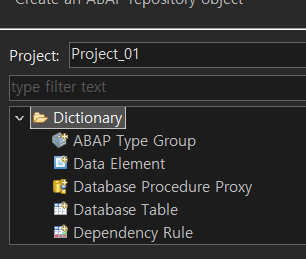 Create an ABAP repository object
Project: Project_01
type filter text
Dictionary
ABAP Type Group
Data Element
Database Procedure Proxy
Database Table
Dependency Rule